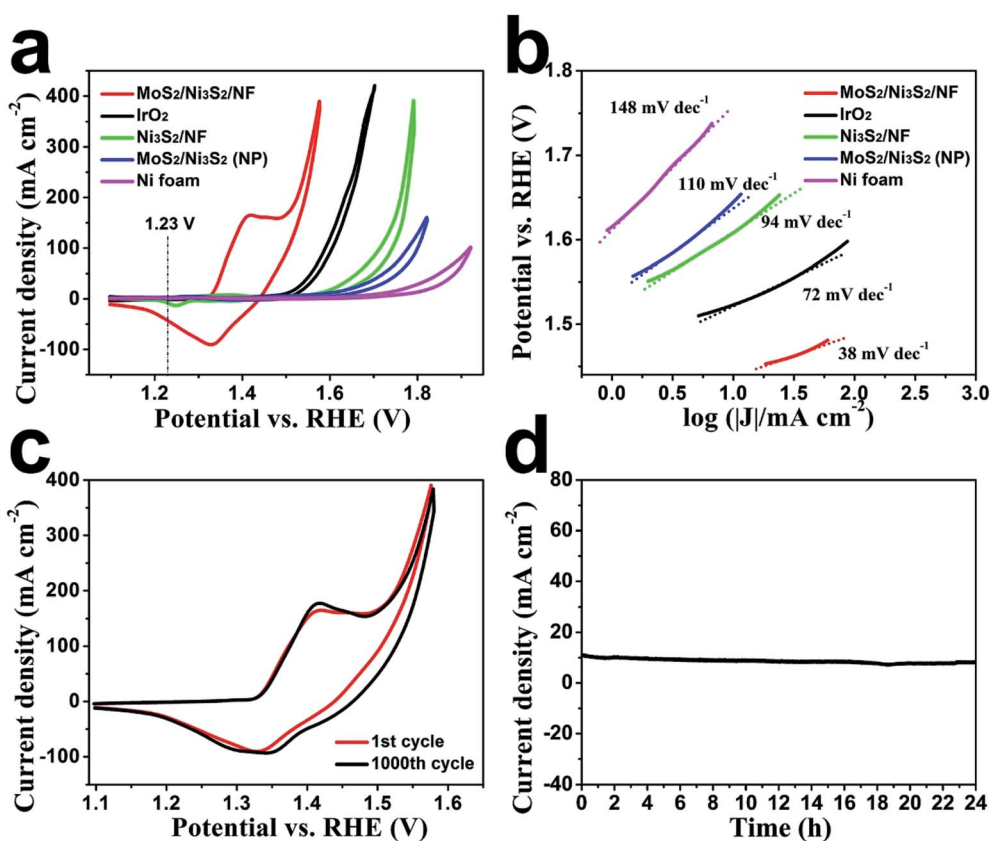 a
400
300
200
100
0
-100
Current density (mA cm⁻²)
MoS₂/Ni₃S₂/NF
IrO₂
Ni₃S₂/NF
MoS₂/Ni₃S₂ (NP)
Ni foam
1.23 V
1.2 1.4 1.6 1.8
Potential vs. RHE (V)
b
1.8
1.7
1.6
1.5
Potential vs. RHE (V)
MoS₂/Ni₃S₂/NF
IrO₂
Ni₃S₂/NF
MoS₂/Ni₃S₂ (NP)
Ni foam
148 mV dec⁻¹
110 mV dec⁻¹
94 mV dec⁻¹
72 mV dec⁻¹
38 mV dec⁻¹
0.0 0.5 1.0 1.5 2.0 2.5 3.0
log (|J|/mA cm⁻²)
c
400
300
200
100
0
-100
Current density (mA cm⁻²)
1st cycle
1000th cycle
1.1 1.2 1.3 1.4 1.5 1.6
Potential vs. RHE (V)
d
80
60
40
20
0
-20
-40
Current density (mA cm⁻²)
0 2 4 6 8 10 12 14 16 18 20 22 24
Time (h)